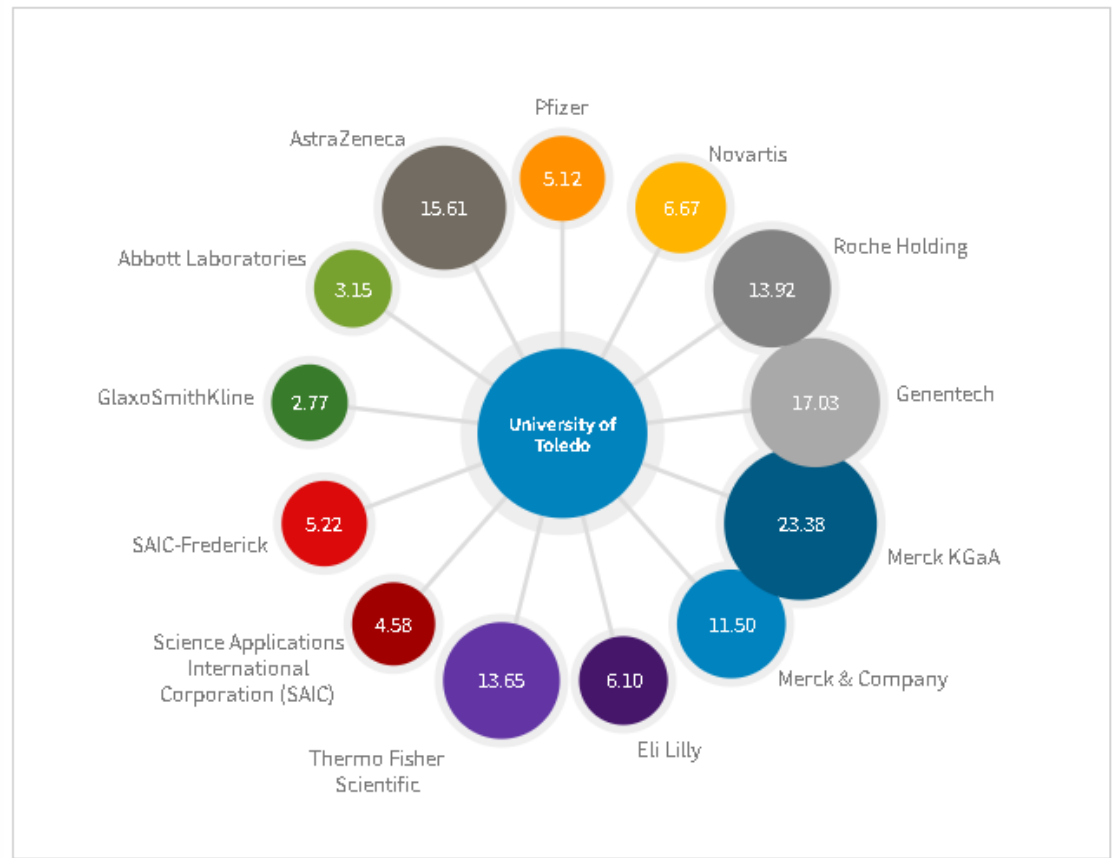 Pfizer
5.12
AstraZeneca
15.61
Novartis
6.67
Roche Holding
13.92
Abbott Laboratories
3.15
GlaxoSmithKline
2.77
University of
Toledo
17.03
Genentech
SAIC-Frederick
5.22
23.38
Merck KGaA
Science Applications
International
Corporation (SAIC)
4.58
11.50
Merck & Company
Thermo Fisher
Scientific
13.65
6.10
Eli Lilly